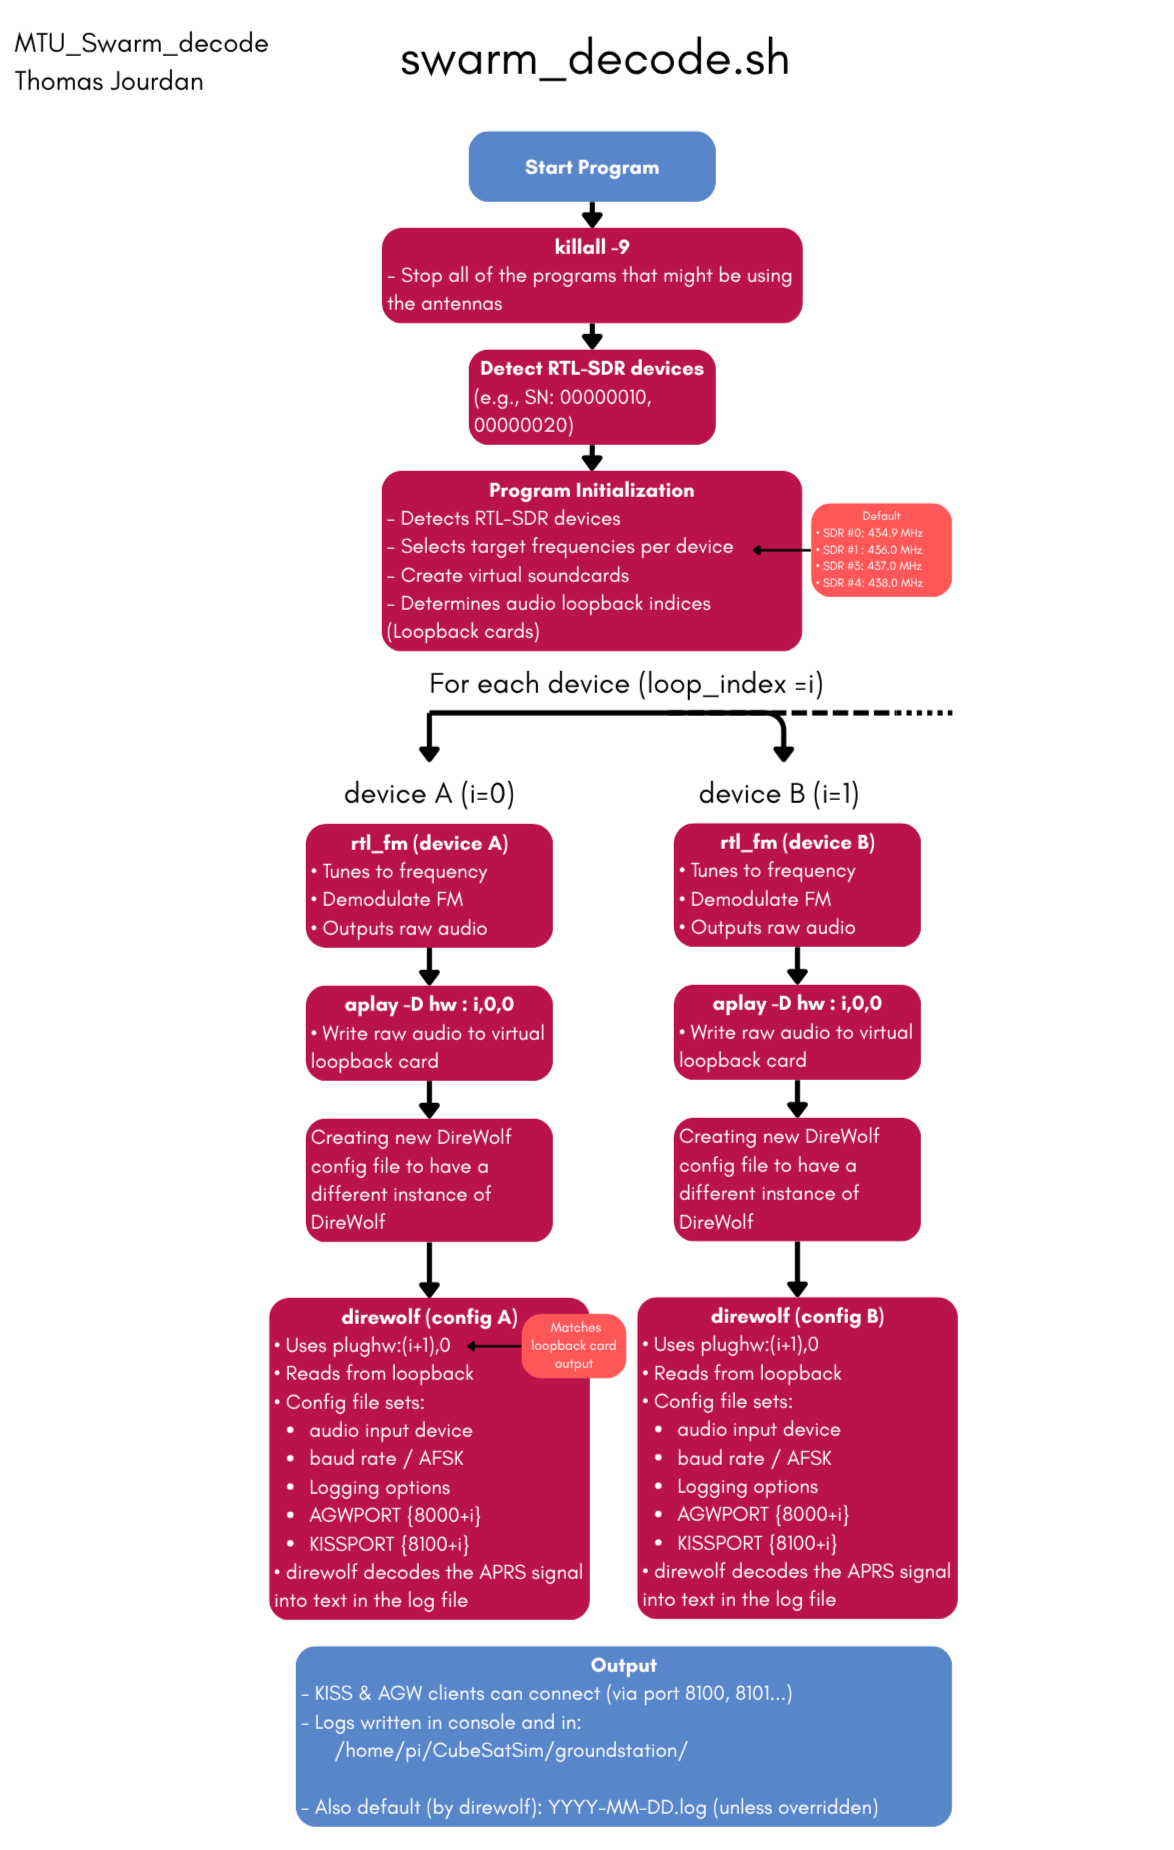 MTU_Swarm_decode
Thomas Jourdan
swarm_decode.sh
Start Program
killall -9
- Stop all of the programs that might be using
the antennas
Detect RTL-SDR devices
(e.g., SN: 00000010,
00000020)
Program Initialization
- Detects RTL-SDR devices
- Selects target frequencies per device
- Create virtual soundcards
- Determines audio loopback indices
(Loopback cards)
Default
• SDR #0: 434.9 MHz
• SDR #1 : 436.0 MHz
• SDR #3: 437.0 MHz
• SDR #4: 438.0 MHz
For each device (loop_index =i)
device A (i=0)
rtl_fm (device A)
• Tunes to frequency
• Demodulate FM
• Outputs raw audio
aplay -D hw : i,0,0
• Write raw audio to virtual
loopback card
Creating new DireWolf
config file to have a
different instance of
DireWolf
direwolf (config A)
• Uses plughw:(i+1),0
• Reads from loopback
• Config file sets:
• audio input device
• baud rate / AFSK
• Logging options
• AGWPORT {8000+i}
• KISSPORT {8100+i}
• direwolf decodes the APRS signal
into text in the log file
Matches
loopback card
output
device B (i=1)
rtl_fm (device B)
• Tunes to frequency
• Demodulate FM
• Outputs raw audio
aplay -D hw : i,0,0
• Write raw audio to virtual
loopback card
Creating new DireWolf
config file to have a
different instance of
DireWolf
direwolf (config B)
• Uses plughw:(i+1),0
• Reads from loopback
• Config file sets:
• audio input device
• baud rate / AFSK
• Logging options
• AGWPORT {8000+i}
• KISSPORT {8100+i}
• direwolf decodes the APRS signal
into text in the log file
Output
- KISS & AGW clients can connect (via port 8100, 8101...)
- Logs written in console and in:
/home/pi/CubeSatSim/groundstation/
- Also default (by direwolf): YYYY-MM-DD.log (unless overridden)